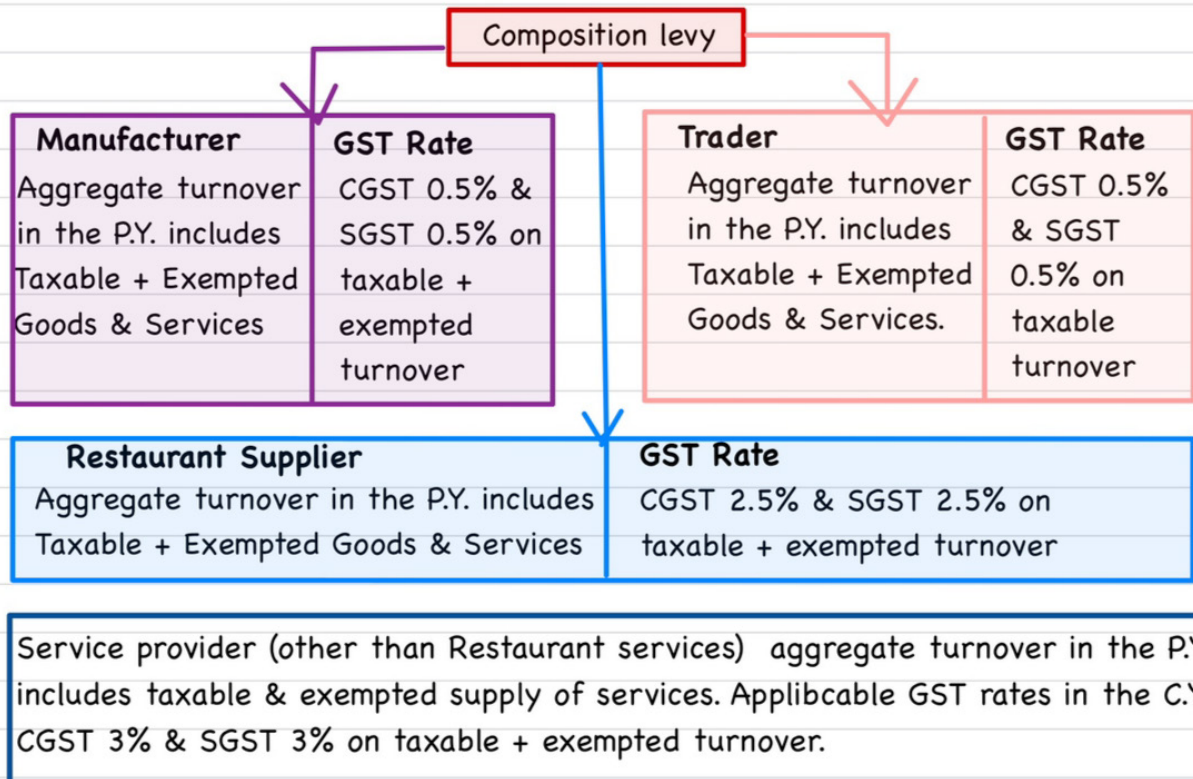 Composition levy
Manufacturer
Aggregate turnover
in the P.Y. includes
Taxable + Exempted
Goods & Services
GST Rate
CGST 0.5% &
SGST 0.5% on
taxable +
exempted
turnover
Trader
Aggregate turnover
in the P.Y. includes
Taxable + Exempted
Goods & Services.
GST Rate
CGST 0.5%
& SGST
0.5% on
taxable
turnover
Restaurant Supplier
Aggregate turnover in the P.Y. includes
Taxable + Exempted Goods & Services
GST Rate
CGST 2.5% & SGST 2.5% on
taxable + exempted turnover
Service provider (other than Restaurant services) aggregate turnover in the P.Y
includes taxable & exempted supply of services. Applibcable GST rates in the C.Y
CGST 3% & SGST 3% on taxable + exempted turnover.